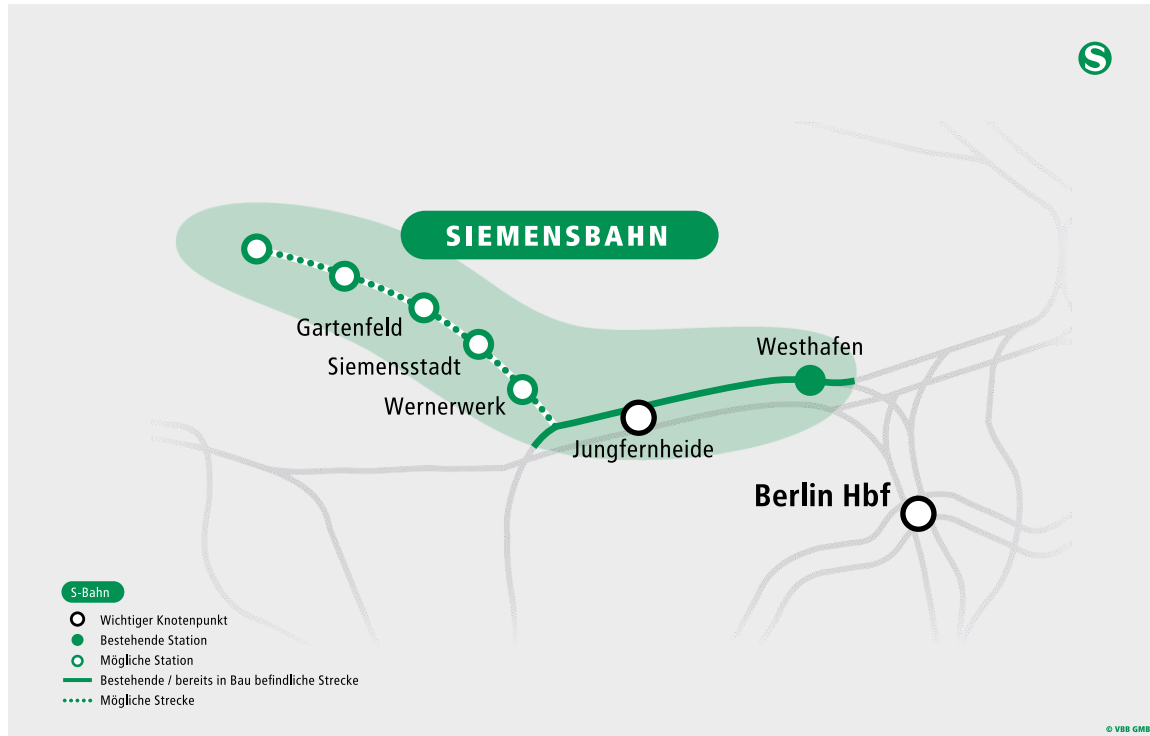 S
SIEMENSBAHN
Gartenfeld
Siemensstadt
Wernerwerk
Westhafen
Jungfernheide
Berlin Hbf
S-Bahn
Wichtiger Knotenpunkt
Bestehende Station
Mögliche Station
Bestehende / bereits in Bau befindliche Strecke
Mögliche Strecke
© VBB GMB